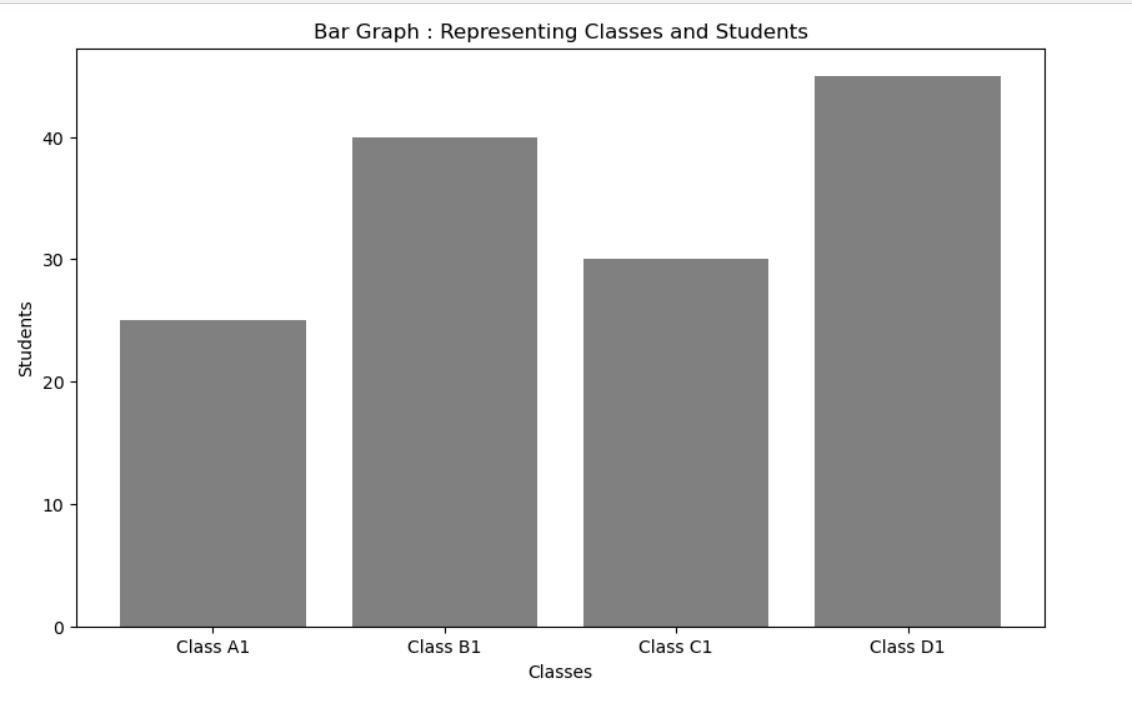 Bar Graph : Representing Classes and Students
Students
40
30
20
10
0
Class A1 Class B1 Class C1 Class D1
Classes